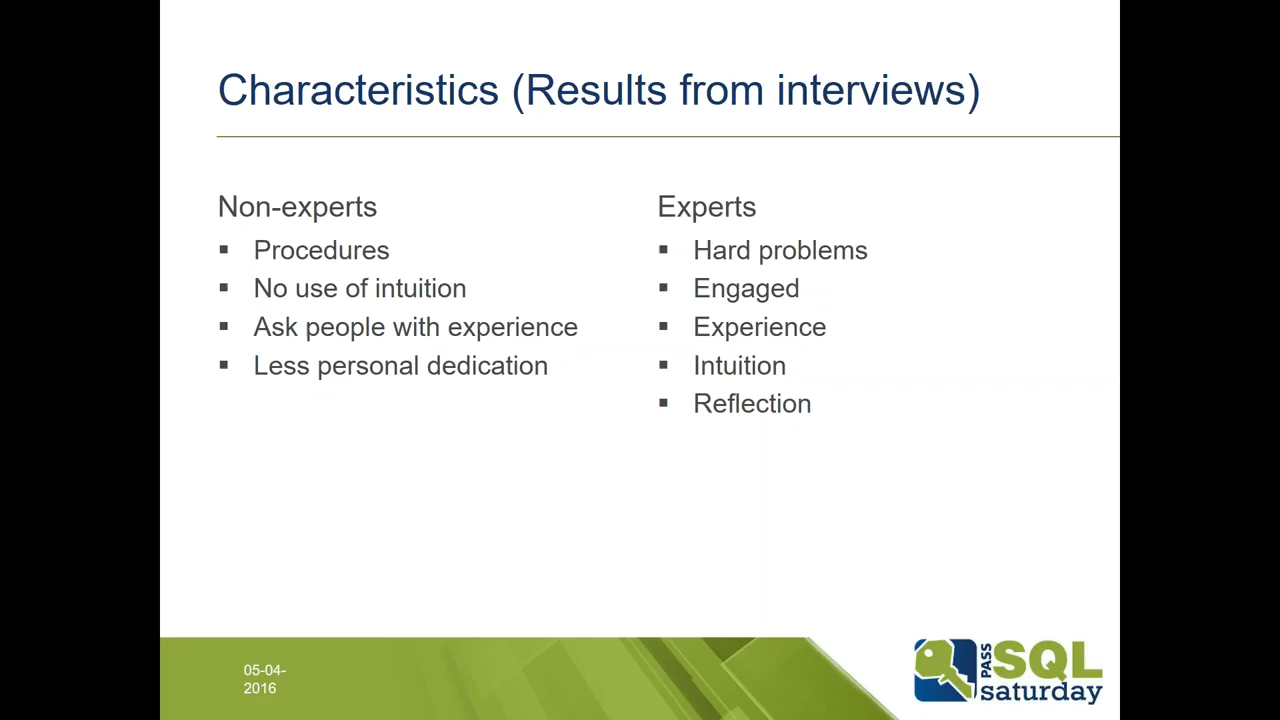 Characteristics (Results from interviews)
Non-experts
▪ Procedures
▪ No use of intuition
▪ Ask people with experience
▪ Less personal dedication
Experts
▪ Hard problems
▪ Engaged
▪ Experience
▪ Intuition
▪ Reflection
05-04-
2016
PASS
SQL
saturday